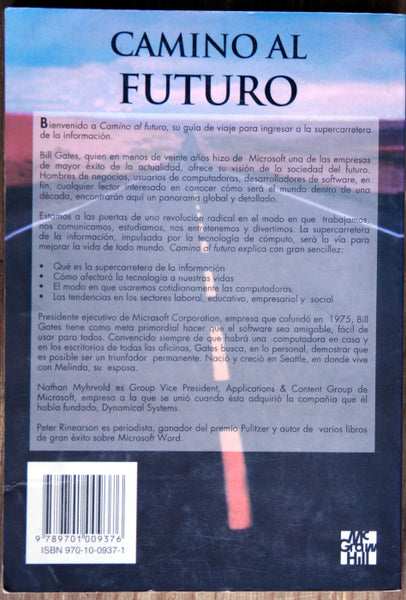 CAMINO AL
FUTURO
Bienvenido a Camino al futuro, su guía de viaje para ingresar a la supercarretera
de la información.
Bill Gates, quien en menos de veinte años hizo de Microsoft una de las empresas
de mayor éxito de la actualidad, ofrece su visión de la sociedad del futuro.
Hombres de negocios, usuarios de computadoras, desarrolladores de software, en
fin, cualquier lector interesado en conocer cómo será el mundo dentro de una
década, encontrarán aquí un panorama global y detallado.
Estamos a las puertas de una revolución radical en el modo en que trabajamos,
nos comunicamos, estudiamos, nos entretenemos y divertimos. La supercarretera
de la información, impulsada por la tecnología de cómputo, será la vía para
mejorar la vida de todo mundo. Camino al futuro explica con gran sencillez:
• Qué es la supercarretera de la información
• Cómo afectará la tecnología a nuestras vidas
• El modo en que usaremos cotidianamente las computadoras
• Las tendencias en los sectores laboral, educativo, empresarial y social
Presidente ejecutivo de Microsoft Corporation, empresa que cofundó en 1975, Bill
Gates tiene como meta primordial hacer que el software sea amigable, fácil de
usar para todos. Convencido siempre de que habrá una computadora en casa y
en los escritorios de todas las oficinas, Gates busca, en lo personal, demostrar que
es posible ser un triunfador permanente. Nació y creció en Seattle, en donde vive
con Melinda, su esposa.
Nathan Myhrvold es Group Vice President, Applications & Content Group de
Microsoft, empresa a la que se unió cuando ésta adquirió la compañía que él
había fundado, Dynamical Systems.
Peter Rinearson es periodista, ganador del premio Pulitzer y autor de varios libros
de gran éxito sobre Microsoft Word.
9 789701 009376
ISBN 970-10-0937-1
Mc
Graw
Hill